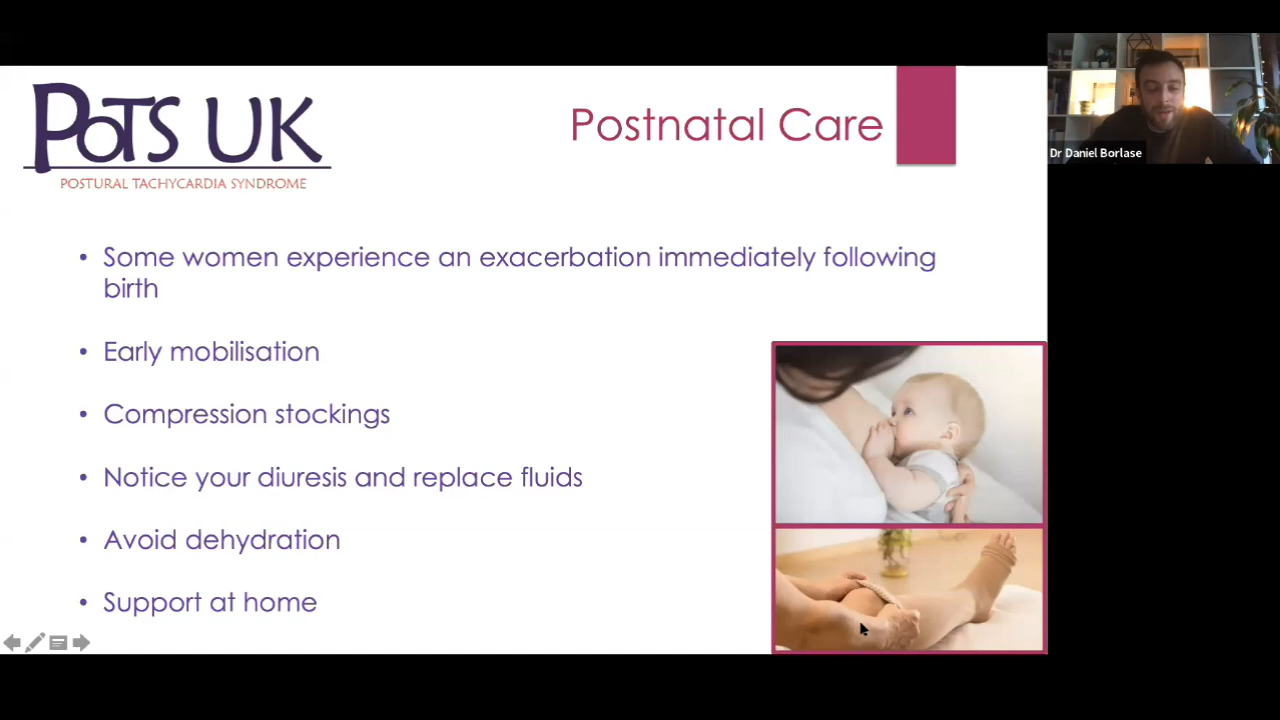 PoTS UK
POSTURAL TACHYCARDIA SYNDROME
Postnatal Care
Dr Daniel Borlase
• Some women experience an exacerbation immediately following
birth
• Early mobilisation
• Compression stockings
• Notice your diuresis and replace fluids
• Avoid dehydration
• Support at home